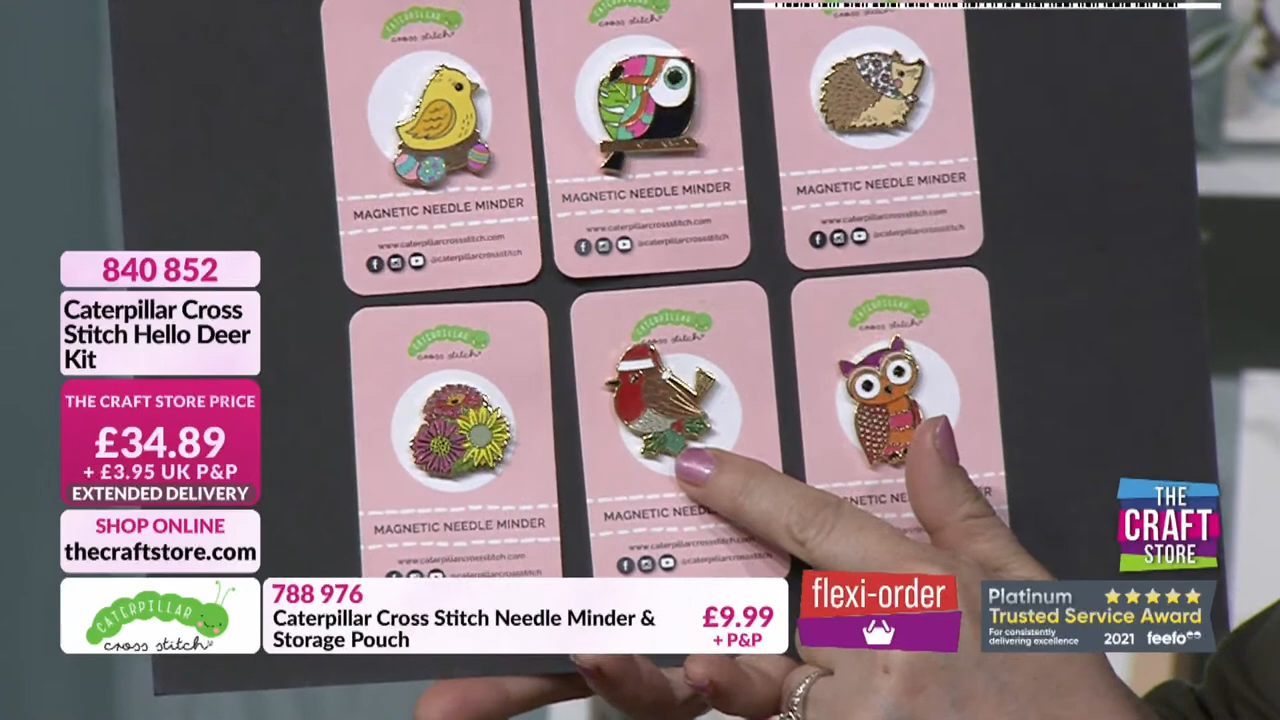 CATERPILLAR
cross stitch
CATERPILLAR
cross stitch
MAGNETIC NEEDLE MINDER
www.caterpillarcrossstitch.com
@caterpillarcrossstitch
MAGNETIC NEEDLE MINDER
www.caterpillarcrossstitch.com
@caterpillarcrossstitch
MAGNETIC NEEDLE MINDER
www.caterpillarcrossstitch.com
@caterpillarcrossstitch
CATERPILLAR
cross stitch
MAGNETIC NEEDLE MINDER
www.caterpillarcrossstitch.com
CATERPILLAR
cross stitch
MAGNETIC
www.caterpillarcrossstitch
@caterpillarcrossstitch
CATERPILLAR
cross stitch
840 852
Caterpillar Cross
Stitch Hello Deer
Kit
THE CRAFT STORE PRICE
£34.89
+ £3.95 UK P&P
EXTENDED DELIVERY
SHOP ONLINE
thecraftstore.com
CATERPILLAR
cross stitch
788 976
Caterpillar Cross Stitch Needle Minder &
Storage Pouch
£9.99
+ P&P
flexi-order
THE
CRAFT
STORE
Platinum
Trusted Service Award
For consistently
delivering excellence
2021 feefo